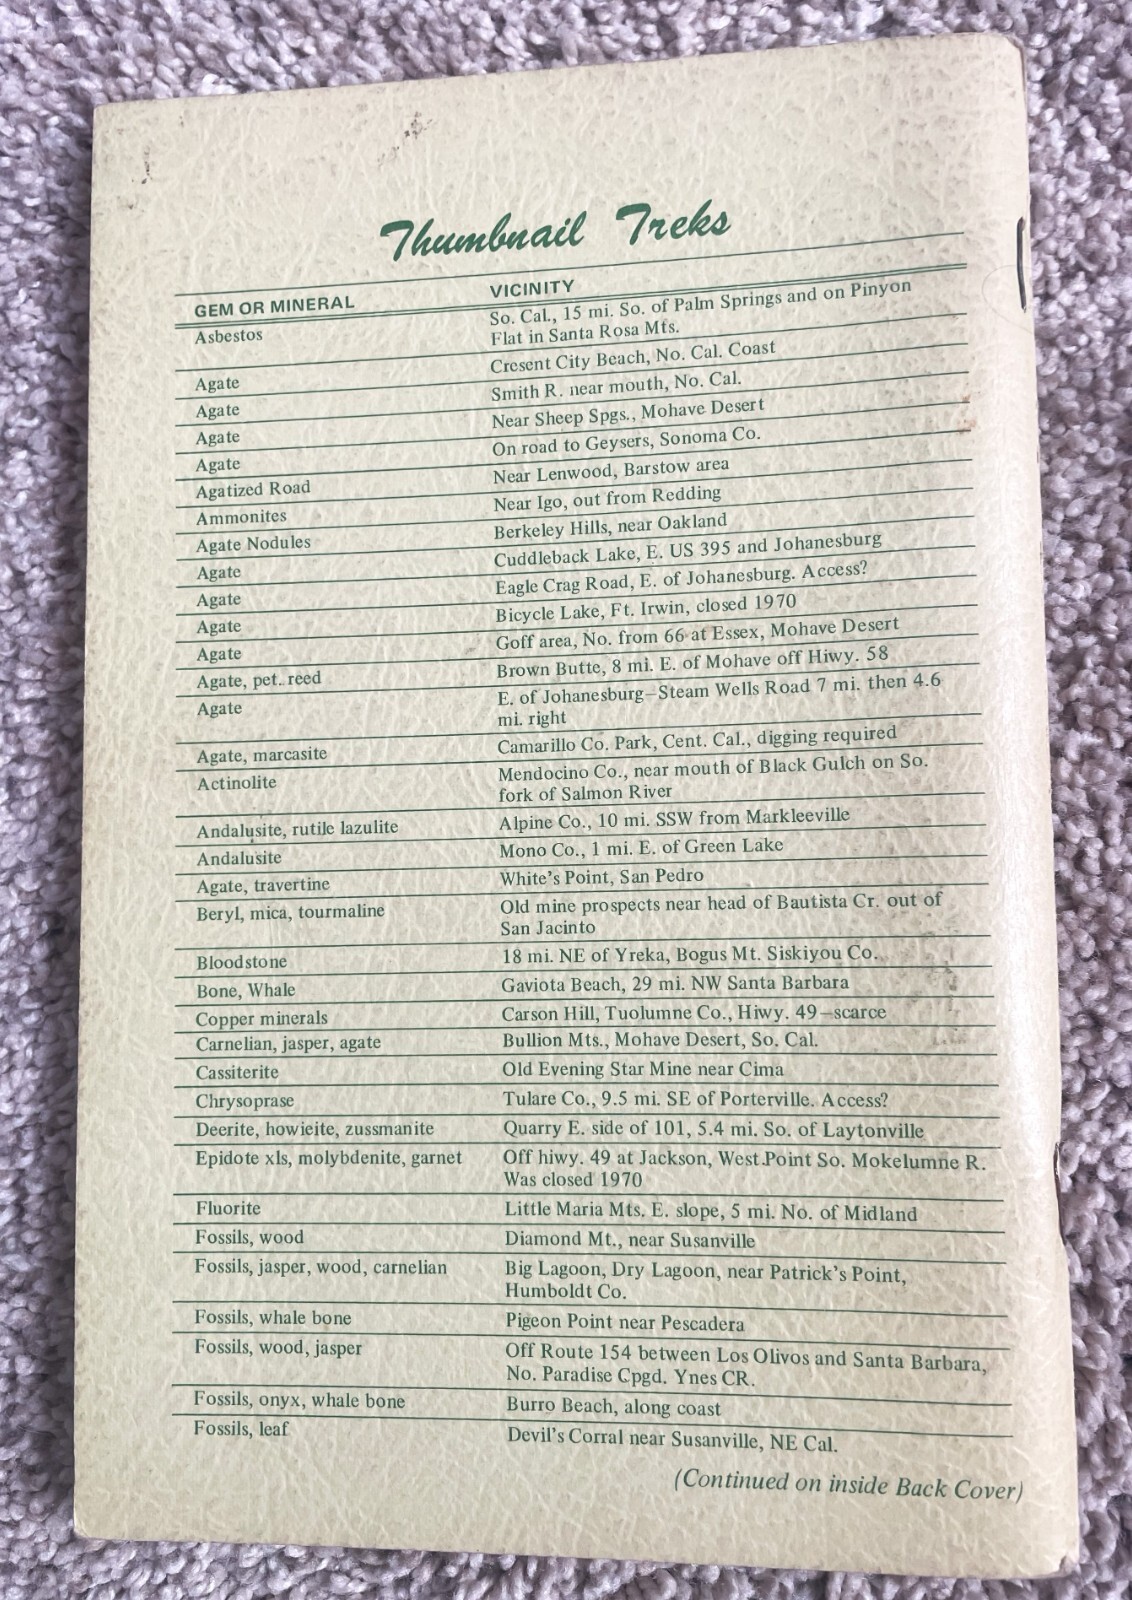 Thumbnail Treks
GEM OR MINERAL VICINITY
Asbestos So. Cal., 15 mi. So. of Palm Springs and on Pinyon
Flat in Santa Rosa Mts.
Agate Cresent City Beach, No. Cal. Coast
Agate Smith R. near mouth, No. Cal.
Agate Near Sheep Spgs., Mohave Desert
Agate On road to Geysers, Sonoma Co.
Agatized Road Near Lenwood, Barstow area
Ammonites Near Igo, out from Redding
Agate Nodules Berkeley Hills, near Oakland
Agate Cuddleback Lake, E. US 395 and Johanesburg
Agate Eagle Crag Road, E. of Johanesburg. Access?
Agate Bicycle Lake, Ft. Irwin, closed 1970
Agate Goff area, No. from 66 at Essex, Mohave Desert
Agate, pet. reed Brown Butte, 8 mi. E. of Mohave off Hiwy. 58
Agate E. of Johanesburg—Steam Wells Road 7 mi. then 4.6
mi. right
Agate, marcasite Camarillo Co. Park, Cent. Cal., digging required
Actinolite Mendocino Co., near mouth of Black Gulch on So.
fork of Salmon River
Andalusite, rutile lazulite Alpine Co., 10 mi. SSW from Markleeville
Andalusite Mono Co., 1 mi. E. of Green Lake
Agate, travertine White's Point, San Pedro
Beryl, mica, tourmaline Old mine prospects near head of Bautista Cr. out of
San Jacinto
Bloodstone 18 mi. NE of Yreka, Bogus Mt. Siskiyou Co.
Bone, Whale Gaviota Beach, 29 mi. NW Santa Barbara
Copper minerals Carson Hill, Tuolumne Co., Hiwy. 49—scarce
Carnelian, jasper, agate Bullion Mts., Mohave Desert, So. Cal.
Cassiterite Old Evening Star Mine near Cima
Chrysoprase Tulare Co., 9.5 mi. SE of Porterville. Access?
Deerite, howieite, zussmanite Quarry E. side of 101, 5.4 mi. So. of Laytonville
Epidote xls, molybdenite, garnet Off hiwy. 49 at Jackson, West Point So. Mokelumne R.
Was closed 1970
Fluorite Little Maria Mts. E. slope, 5 mi. No. of Midland
Fossils, wood Diamond Mt., near Susanville
Fossils, jasper, wood, carnelian Big Lagoon, Dry Lagoon, near Patrick's Point,
Humboldt Co.
Fossils, whale bone Pigeon Point near Pescadera
Fossils, wood, jasper Off Route 154 between Los Olivos and Santa Barbara,
No. Paradise Cpgd. Ynes CR.
Fossils, onyx, whale bone Burro Beach, along coast
Fossils, leaf Devil's Corral near Susanville, NE Cal.
(Continued on inside Back Cover)